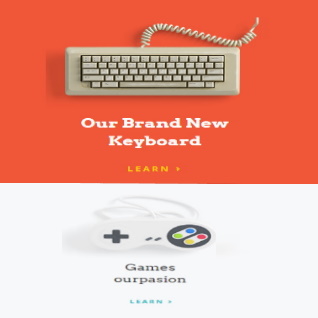 Our Brand New
Keyboard
LEARN >
Games
ourpasion
LEARN >